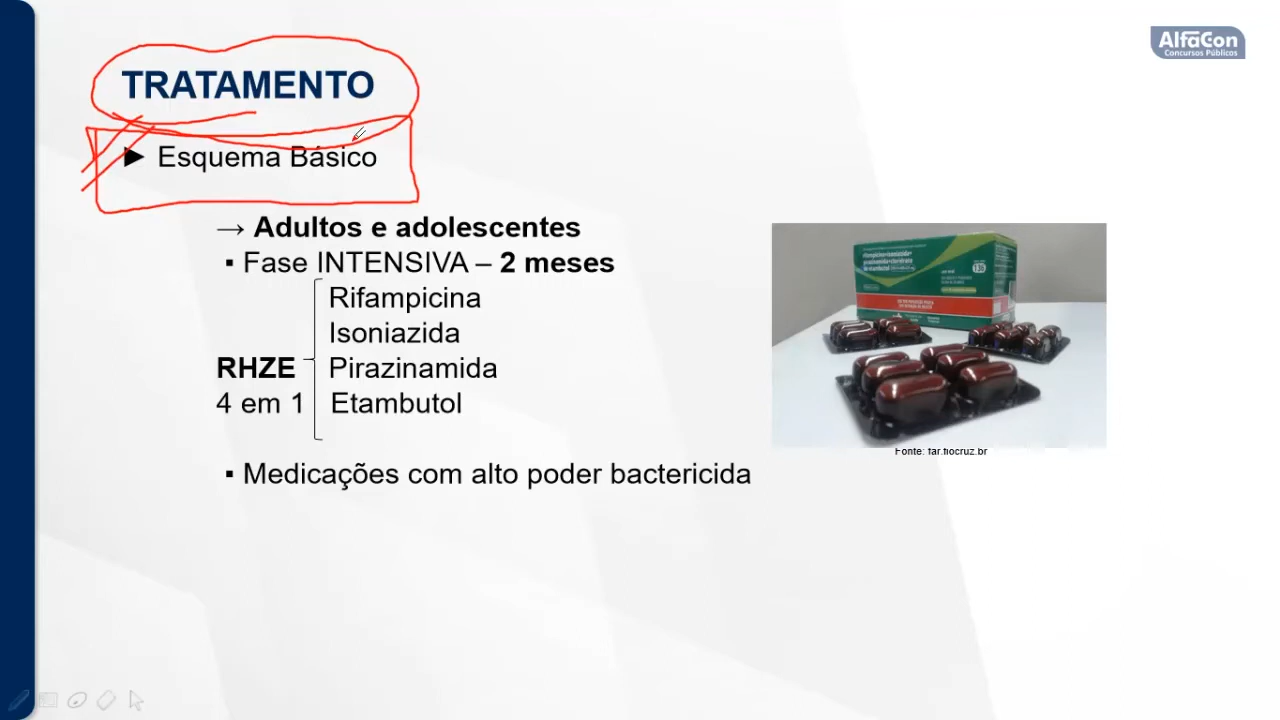 AlfaCon
Concursos Públicos
TRATAMENTO
► Esquema Básico
→ Adultos e adolescentes
▪ Fase INTENSIVA – 2 meses
Rifampicina
Isoniazida
RHZE Pirazinamida
4 em 1 Etambutol
▪ Medicações com alto poder bactericida
Fonte: far.fiocruz.br